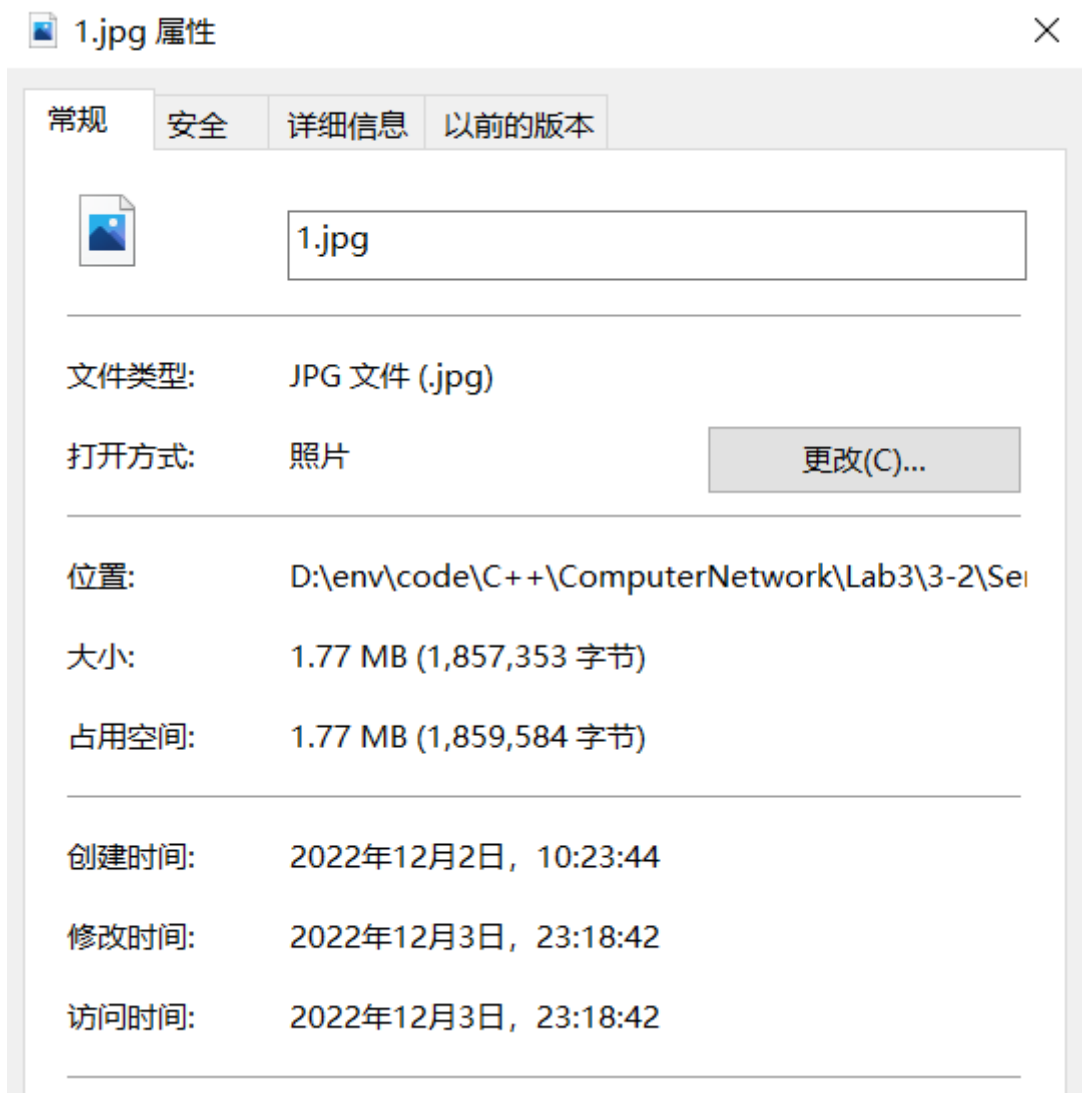 1.jpg 属性
常规 安全 详细信息 以前的版本
1.jpg
文件类型: JPG 文件 (.jpg)
打开方式: 照片 更改(C)...
位置: D:\env\code\C++\ComputerNetwork\Lab3\3-2\Ser
大小: 1.77 MB (1,857,353 字节)
占用空间: 1.77 MB (1,859,584 字节)
创建时间: 2022年12月2日，10:23:44
修改时间: 2022年12月3日，23:18:42
访问时间: 2022年12月3日，23:18:42